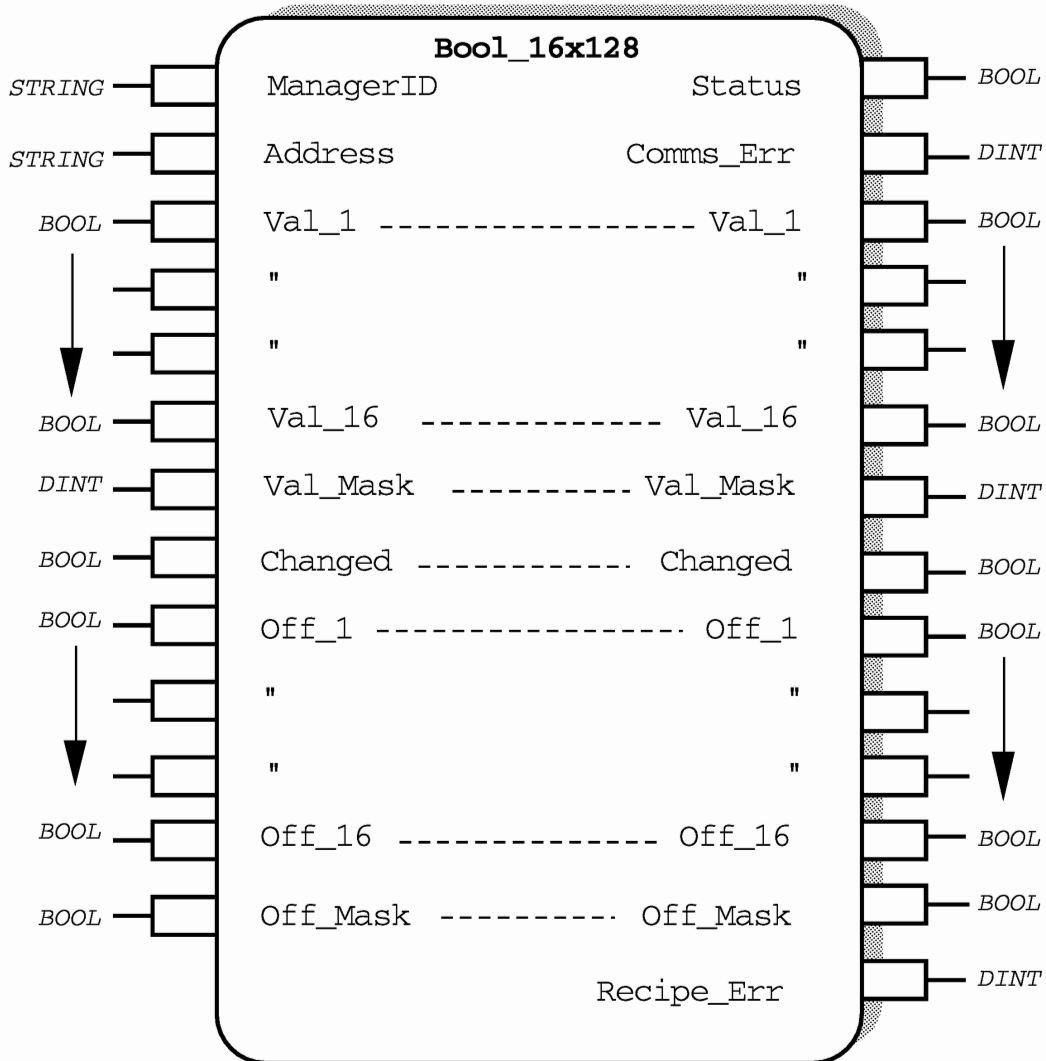 Bool_16x128
STRING ManagerID Status BOOL
STRING Address Comms_Err DINT
BOOL Val_1 Val_1 BOOL
" "
" "
BOOL Val_16 Val_16 BOOL
DINT Val_Mask Val_Mask DINT
BOOL Changed Changed BOOL
BOOL Off_1 Off_1 BOOL
" "
" "
BOOL Off_16 Off_16 BOOL
BOOL Off_Mask Off_Mask BOOL
Recipe_Err DINT